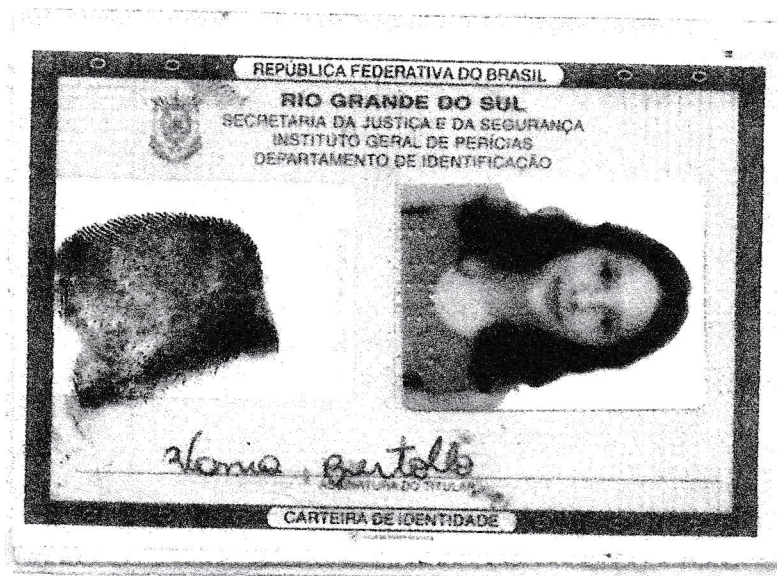 REPÚBLICA FEDERATIVA DO BRASIL
RIO GRANDE DO SUL
SECRETARIA DA JUSTIÇA E DA SEGURANÇA
INSTITUTO GERAL DE PERÍCIAS
DEPARTAMENTO DE IDENTIFICAÇÃO
Vania Bertollo
ASSINATURA DO TITULAR
CARTEIRA DE IDENTIDADE